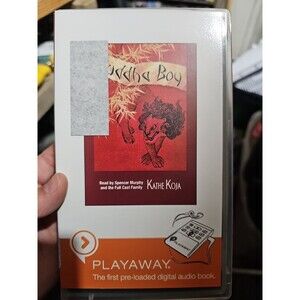 ddha Boy
Read by Spencer Murphy
and the Full Cast Family
KATHE KOJA
PLAYAWAY.
The first pre-loaded digital audio book.